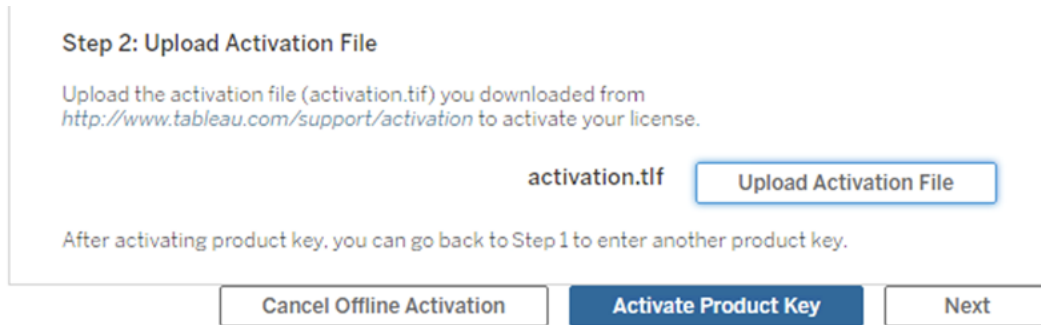 Step 2: Upload Activation File
Upload the activation file (activation.tif) you downloaded from
http://www.tableau.com/support/activation to activate your license.
activation.tlf Upload Activation File
After activating product key, you can go back to Step 1 to enter another product key.
Cancel Offline Activation Activate Product Key Next